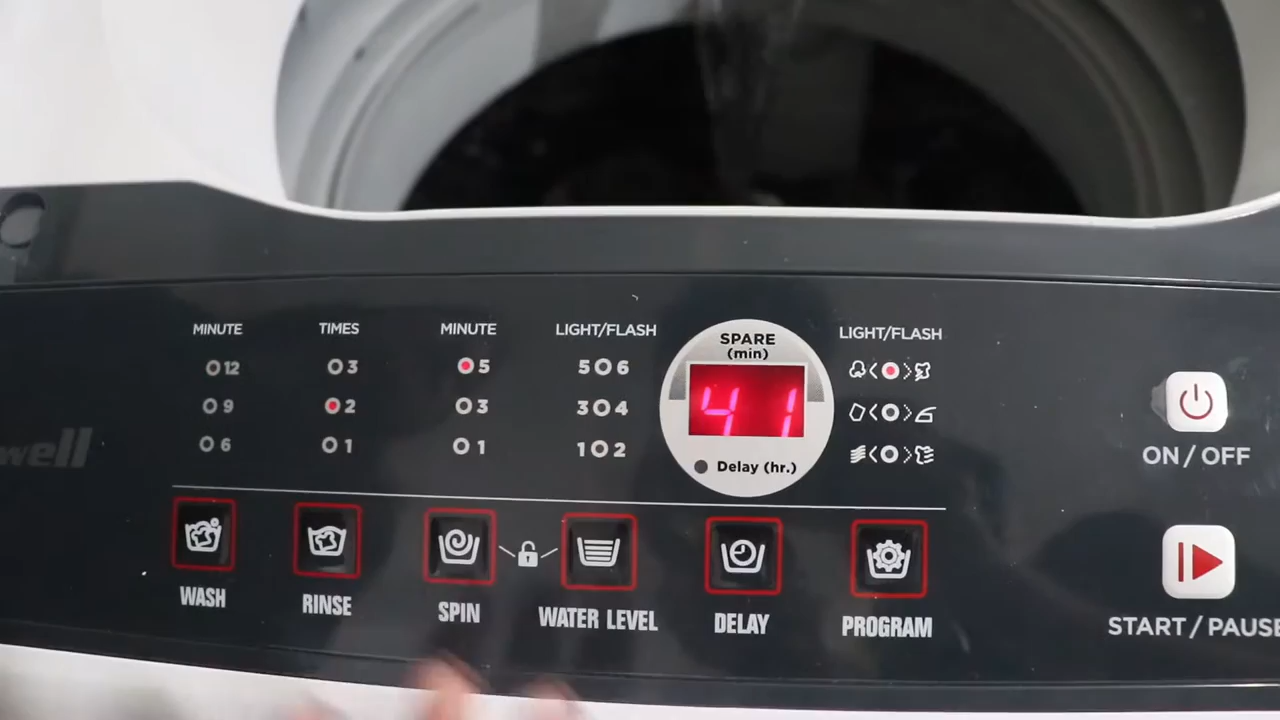 MINUTE TIMES MINUTE LIGHT/FLASH SPARE LIGHT/FLASH
(min)
12 3 5 5 6
9 2 3 3 4 41
6 1 1 1 2
Delay (hr.)
well
ON / OFF
WASH RINSE SPIN WATER LEVEL DELAY PROGRAM
START / PAUSE